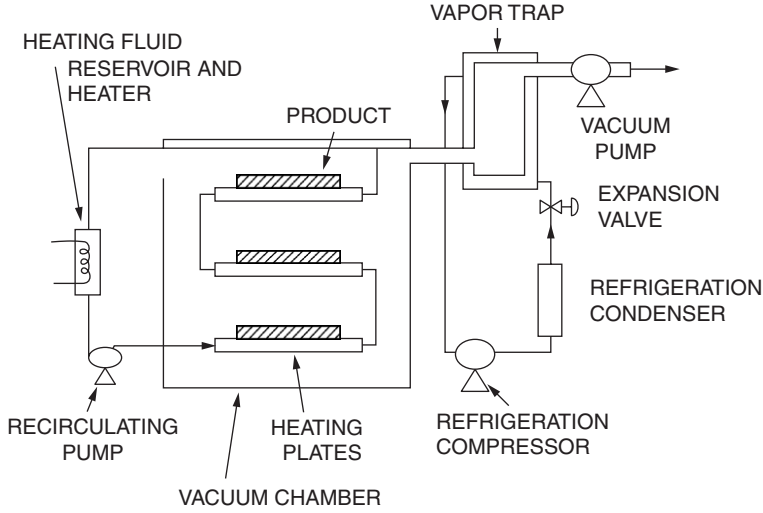 VAPOR TRAP
HEATING FLUID
RESERVOIR AND
HEATER
PRODUCT
VACUUM
PUMP
EXPANSION
VALVE
REFRIGERATION
CONDENSER
RECIRCULATING
PUMP
HEATING
PLATES
REFRIGERATION
COMPRESSOR
VACUUM CHAMBER